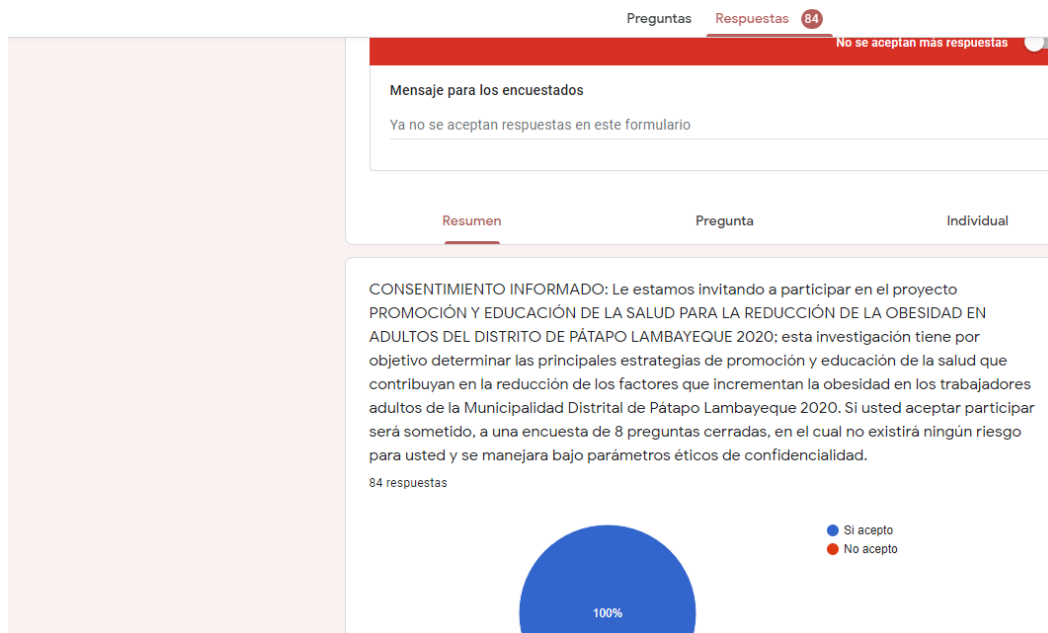 Preguntas Respuestas 84
No se aceptan más respuestas
Mensaje para los encuestados
Ya no se aceptan respuestas en este formulario
Resumen Pregunta Individual
CONSENTIMIENTO INFORMADO: Le estamos invitando a participar en el proyecto
PROMOCIÓN Y EDUCACIÓN DE LA SALUD PARA LA REDUCCIÓN DE LA OBESIDAD EN
ADULTOS DEL DISTRITO DE PÁTAPO LAMBAYEQUE 2020; esta investigación tiene por
objetivo determinar las principales estrategias de promoción y educación de la salud que
contribuyan en la reducción de los factores que incrementan la obesidad en los trabajadores
adultos de la Municipalidad Distrital de Pátapo Lambayeque 2020. Si usted aceptar participar
será sometido, a una encuesta de 8 preguntas cerradas, en el cual no existirá ningún riesgo
para usted y se manejara bajo parámetros éticos de confidencialidad.
84 respuestas
Si acepto
No acepto
100%